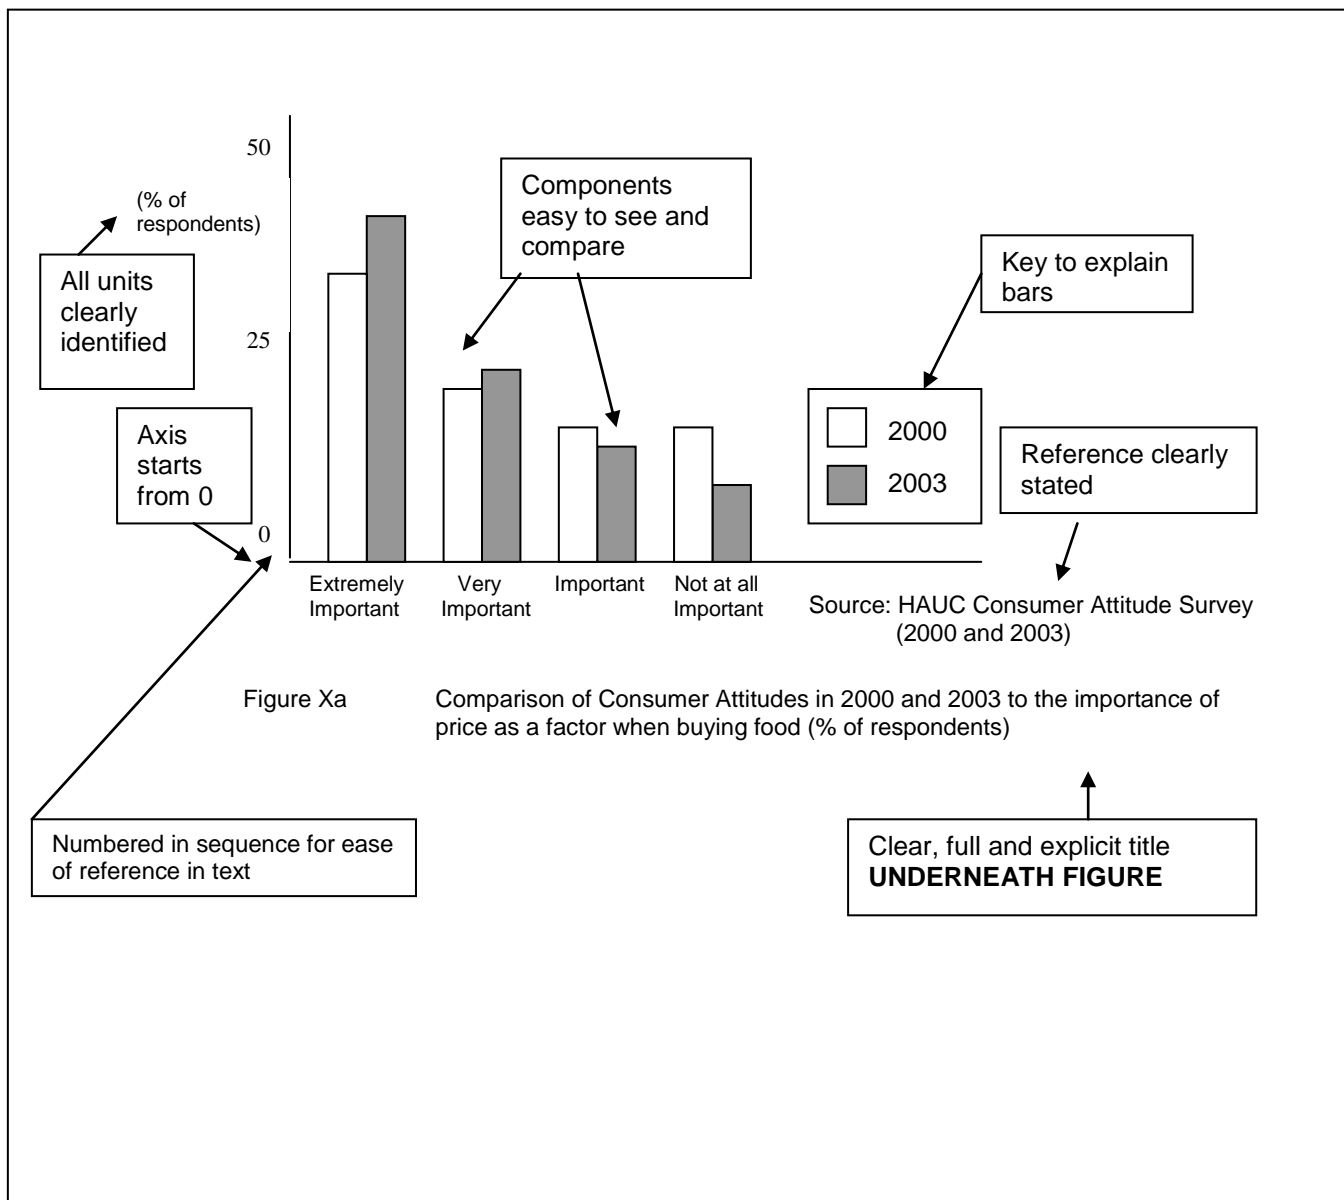 50
(% of
respondents)
All units
clearly
identified
25
Axis
starts
from 0
0
Components
easy to see and
compare
Key to explain
bars
2000
2003
Reference clearly
stated
Extremely
Important
Very
Important
Important
Not at all
Important
Source: HAUC Consumer Attitude Survey
(2000 and 2003)
Figure Xa
Comparison of Consumer Attitudes in 2000 and 2003 to the importance of
price as a factor when buying food (% of respondents)
Numbered in sequence for ease
of reference in text
Clear, full and explicit title
UNDERNEATH FIGURE